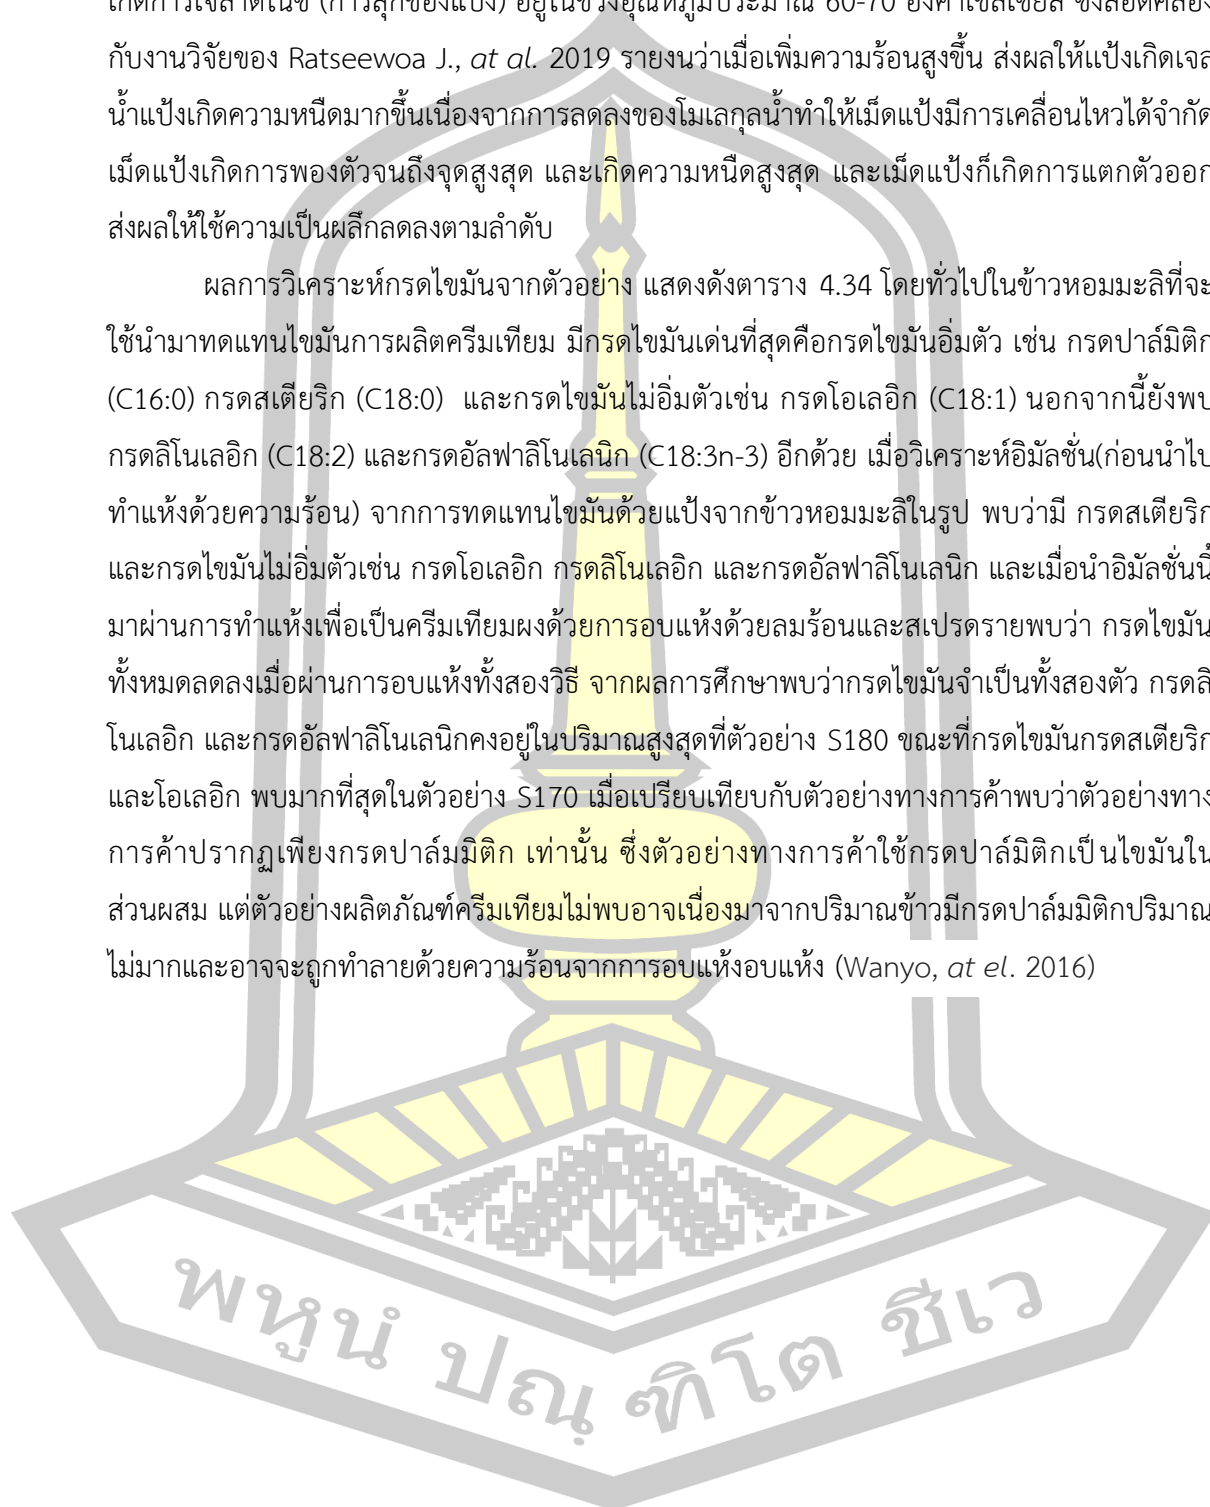 เกิดการเจลาติไนซ์ (การสุกของแป้ง) อยู่ในช่วงอุณหภูมิประมาณ 60-70 องศาเซลเซียส ซึ่งสอดคล้อง
กับงานวิจัยของ Ratseewoa J., at al. 2019 รายงนว่าเมื่อเพิ่มความร้อนสูงขึ้น ส่งผลให้แป้งเกิดเจล
น้ำแป้งเกิดความหนืดมากขึ้นเนื่องจากการลดลงของโมเลกุลน้ำทำให้เม็ดแป้งมีการเคลื่อนไหวได้จำกัด
เม็ดแป้งเกิดการพองตัวจนถึงจุดสูงสุด และเกิดความหนืดสูงสุด และเม็ดแป้งก็เกิดการแตกตัวออก
ส่งผลให้ใช้ความเป็นผลึกลดลงตามลำดับ
ผลการวิเคราะห์กรดไขมันจากตัวอย่าง แสดงดังตาราง 4.34 โดยทั่วไปในข้าวหอมมะลิที่จะ
ใช้นำมาทดแทนไขมันการผลิตครีมเทียม มีกรดไขมันเด่นที่สุดคือกรดไขมันอิ่มตัว เช่น กรดปาล์มิติก
(C16:0) กรดสเตียริก (C18:0) และกรดไขมันไม่อิ่มตัวเช่น กรดโอเลอิก (C18:1) นอกจากนี้ยังพบ
กรดลิโนเลอิก (C18:2) และกรดอัลฟาลิโนเลนิก (C18:3n-3) อีกด้วย เมื่อวิเคราะห์อิมัลชั่น(ก่อนนำไป
ทำแห้งด้วยความร้อน) จากการทดแทนไขมันด้วยแป้งจากข้าวหอมมะลิในรูป พบว่ามี กรดสเตียริก
และกรดไขมันไม่อิ่มตัวเช่น กรดโอเลอิก กรดลิโนเลอิก และกรดอัลฟาลิโนเลนิก และเมื่อนำอิมัลชั่นนี้
มาผ่านการทำแห้งเพื่อเป็นครีมเทียมผงด้วยการอบแห้งด้วยลมร้อนและสเปรดรายพบว่า กรดไขมัน
ทั้งหมดลดลงเมื่อผ่านการอบแห้งทั้งสองวิธี จากผลการศึกษาพบว่ากรดไขมันจำเป็นทั้งสองตัว กรดลิ
โนเลอิก และกรดอัลฟาลิโนเลนิกคงอยู่ในปริมาณสูงสุดที่ตัวอย่าง S180 ขณะที่กรดไขมันกรดสเตียริก
และโอเลอิก พบมากที่สุดในตัวอย่าง S170 เมื่อเปรียบเทียบกับตัวอย่างทางการค้าพบว่าตัวอย่างทาง
การค้าปรากฏเพียงกรดปาล์มมิติก เท่านั้น ซึ่งตัวอย่างทางการค้าใช้กรดปาล์มิติกเป็นไขมันใน
ส่วนผสม แต่ตัวอย่างผลิตภัณฑ์ครีมเทียมไม่พบอาจเนื่องมาจากปริมาณข้าวมีกรดปาล์มมิติกปริมาณ
ไม่มากและอาจจะถูกทำลายด้วยความร้อนจากการอบแห้งอบแห้ง (Wanyo, at el. 2016)
พหูนํ ปณฺฑิโต ชีเว